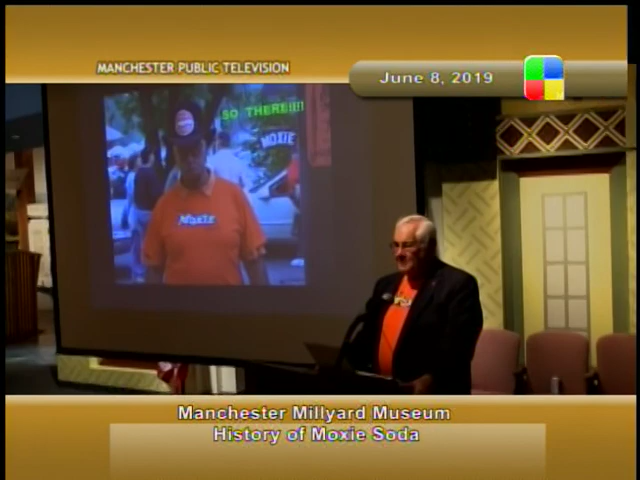 MANCHESTER PUBLIC TELEVISION
June 8, 2019
SO THERE!!!!
MOXIE
Moxie
Manchester Millyard Museum
History of Moxie Soda